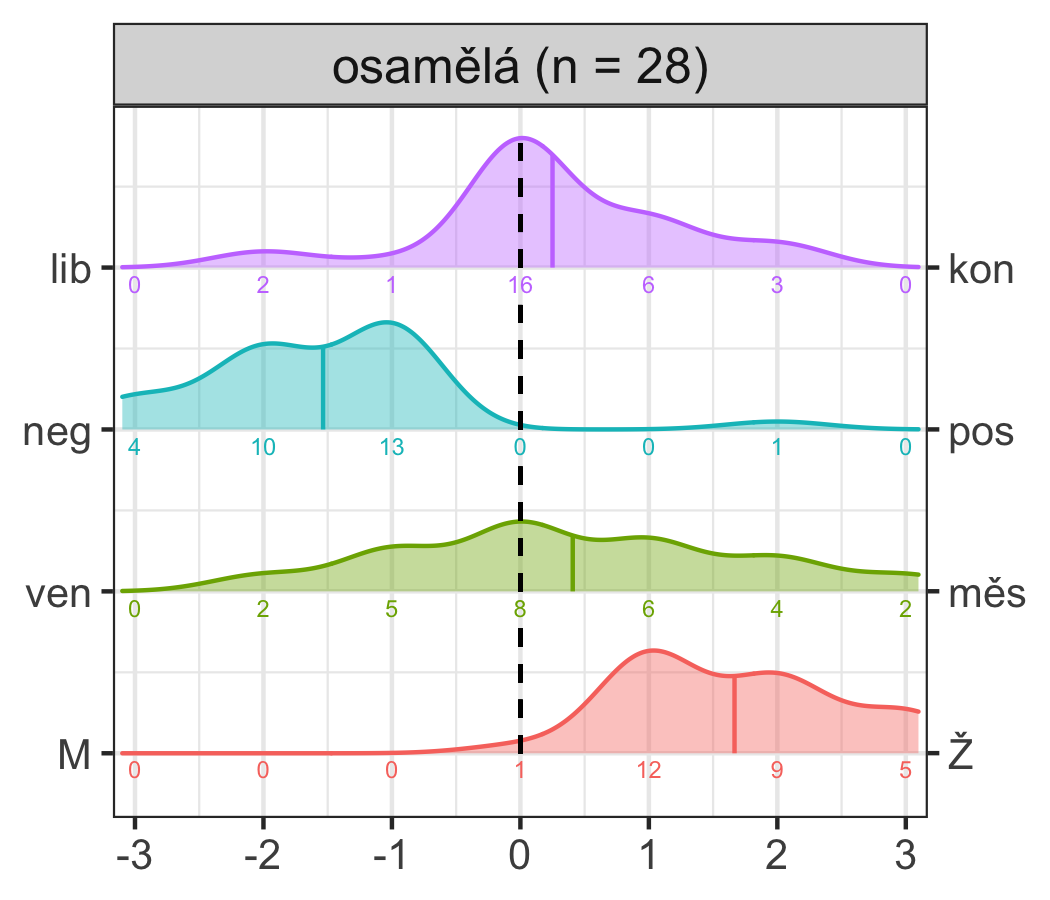 osamělá (n = 28)
lib kon
0 2 1 16 6 3 0
neg pos
4 10 13 0 0 1 0
ven měs
0 2 5 8 6 4 2
M Ž
0 0 0 1 12 9 5
-3 -2 -1 0 1 2 3